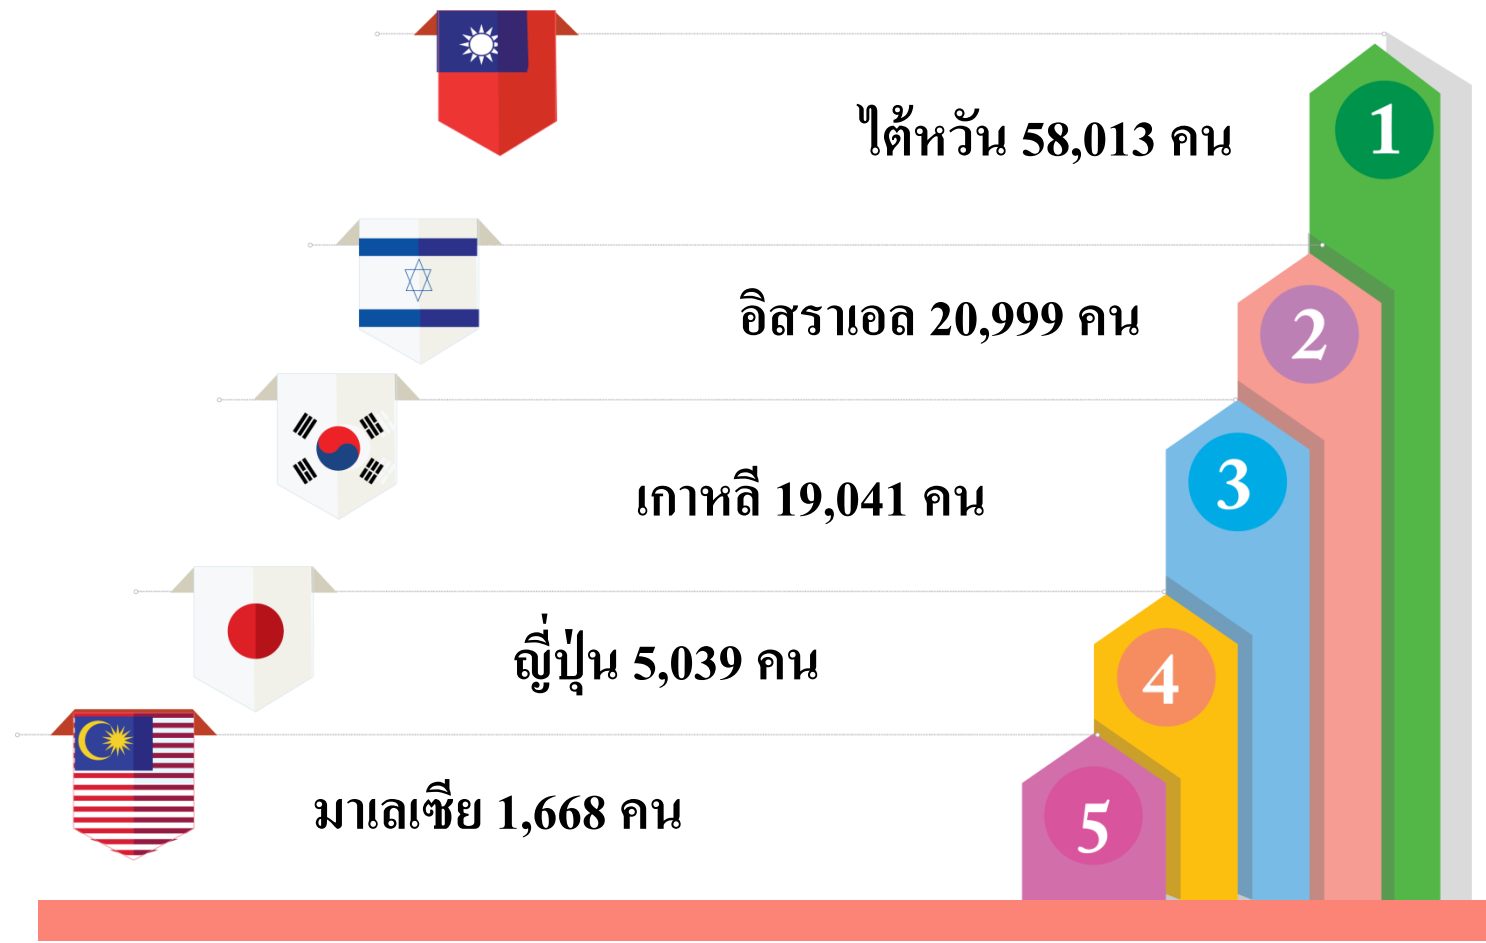 1
ไต้หวัน 58,013 คน
2
อิสราเอล 20,999 คน
3
เกาหลี 19,041 คน
4
ญี่ปุ่น 5,039 คน
5
มาเลเซีย 1,668 คน